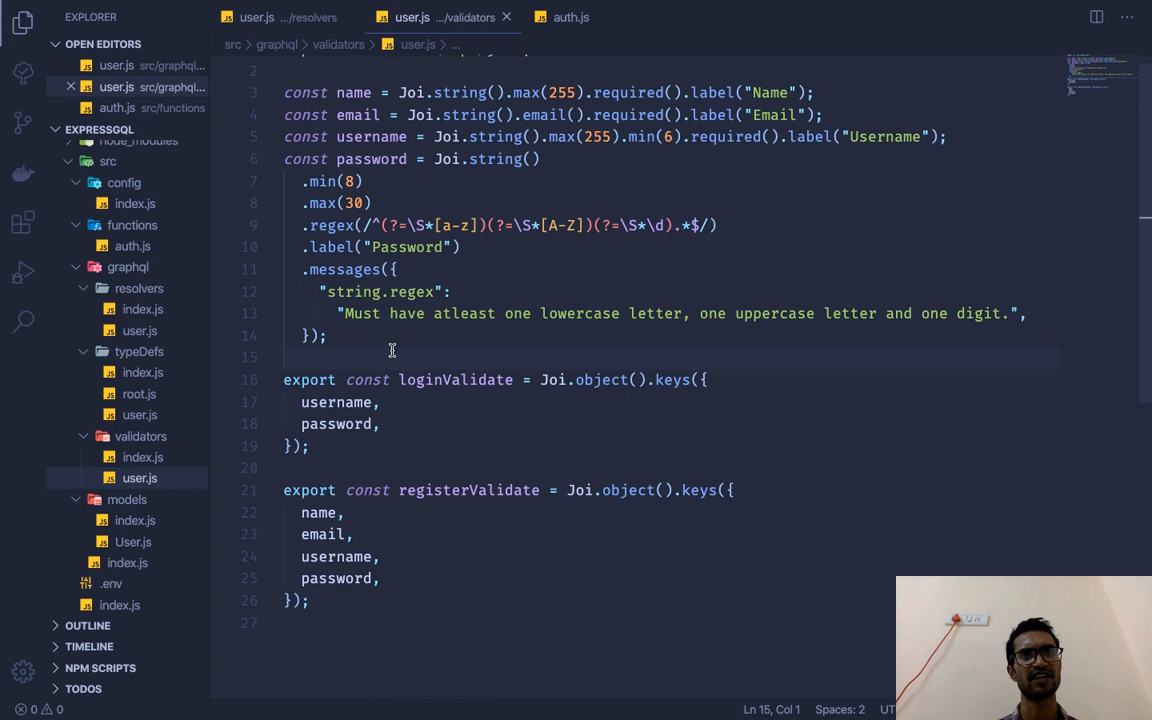 EXPLORER
user.js .../resolvers
user.js .../validators
auth.js
OPEN EDITORS
user.js src/graphql...
user.js src/graphql...
auth.js src/functions
EXPRESSGQL
node_modules
src
config
index.js
functions
auth.js
graphql
resolvers
index.js
user.js
typeDefs
index.js
root.js
user.js
validators
index.js
user.js
models
index.js
User.js
index.js
.env
index.js
OUTLINE
TIMELINE
NPM SCRIPTS
TODOS
src > graphql > validators > user.js > ...
2
3 const name = Joi.string().max(255).required().label("Name");
4 const email = Joi.string().email().required().label("Email");
5 const username = Joi.string().max(255).min(6).required().label("Username");
6 const password = Joi.string()
7 .min(8)
8 .max(30)
9 .regex(/^(?=\S*[a-z])(?=\S*[A-Z])(?=\S*\d).*$/)
10 .label("Password")
11 .messages({
12 "string.regex":
13 "Must have atleast one lowercase letter, one uppercase letter and one digit.",
14 });
15
16 export const loginValidate = Joi.object().keys({
17 username,
18 password,
19 });
20
21 export const registerValidate = Joi.object().keys({
22 name,
23 email,
24 username,
25 password,
26 });
27
0 0
Ln 15, Col 1 Spaces: 2